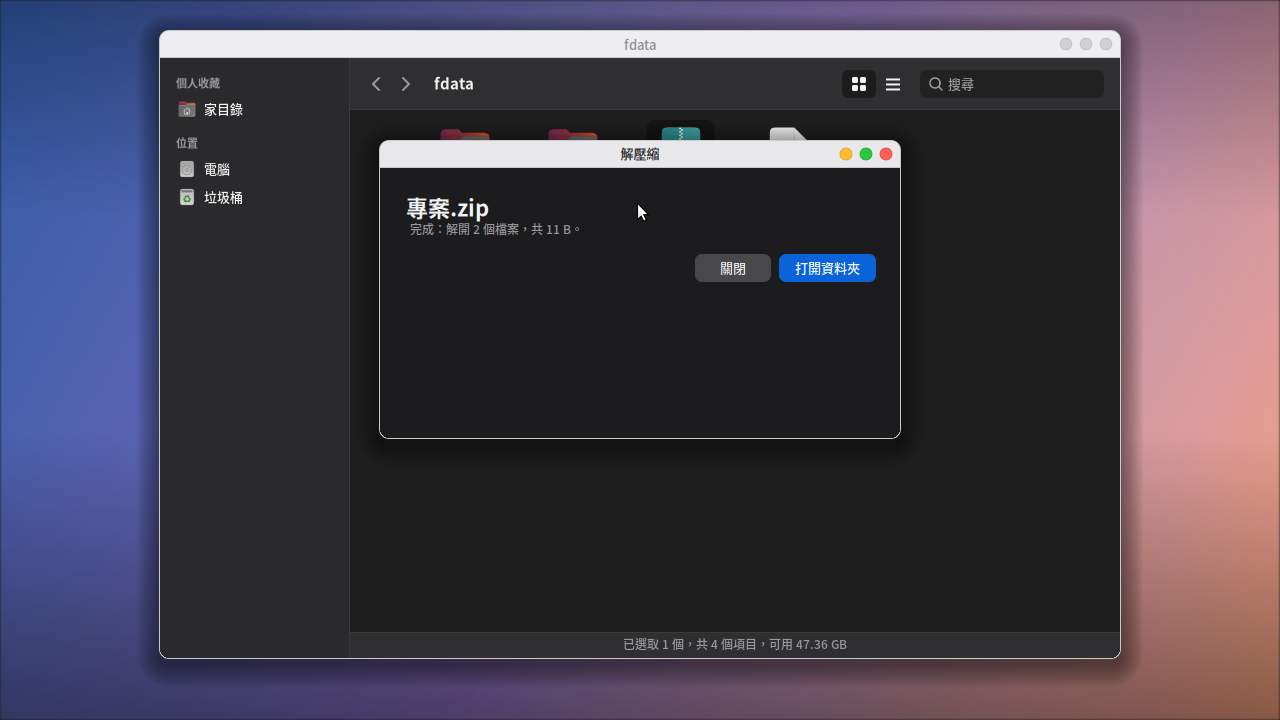 fdata
個人收藏
家目錄
位置
電腦
垃圾桶
fdata
搜尋
解壓縮
專案.zip
完成：解開 2 個檔案，共 11 B。
關閉
打開資料夾
已選取 1 個，共 4 個項目，可用 47.36 GB